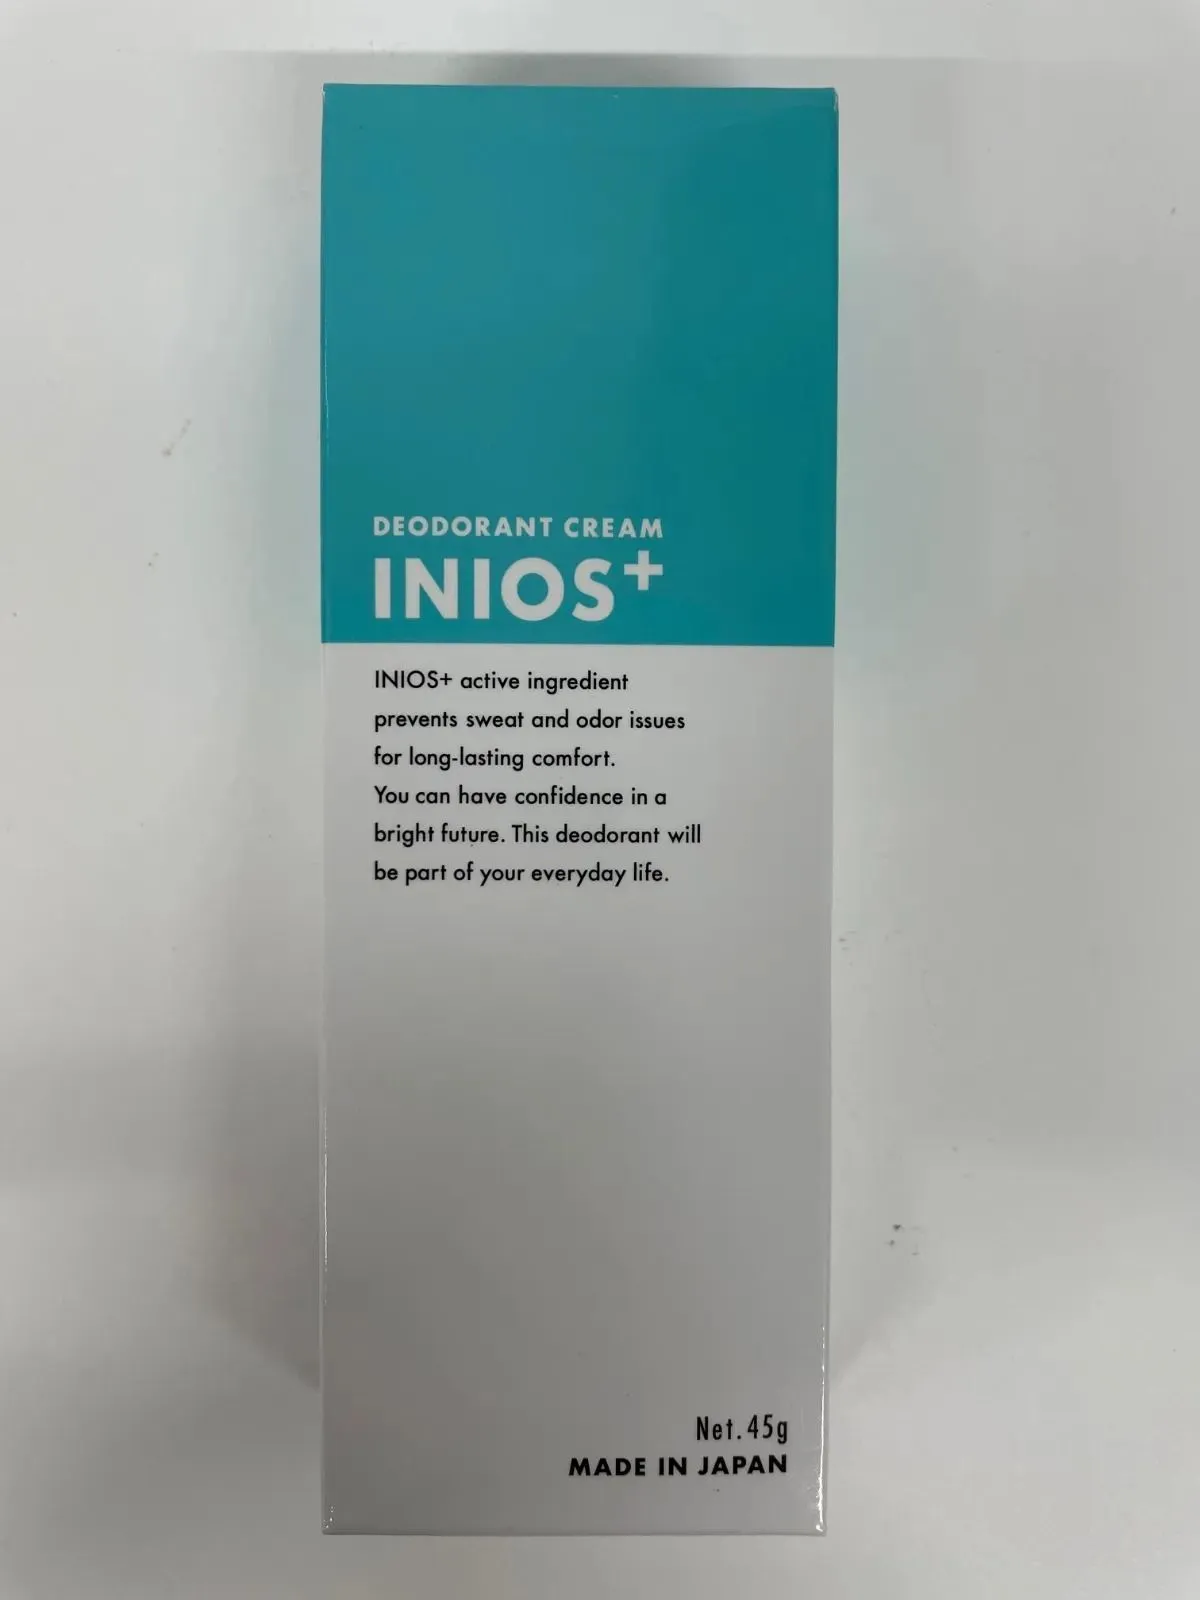 DEODORANT CREAM
INIOS+
INIOS+ active ingredient
prevents sweat and odor issues
for long-lasting comfort.
You can have confidence in a
bright future. This deodorant will
be part of your everyday life.
Net.45g
MADE IN JAPAN